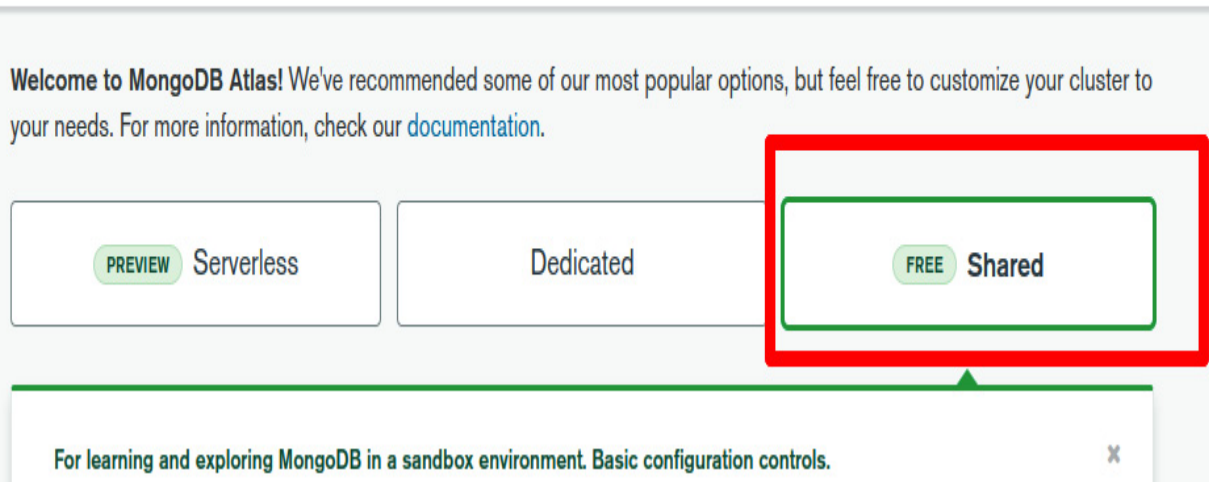 Welcome to MongoDB Atlas! We've recommended some of our most popular options, but feel free to customize your cluster to
your needs. For more information, check our documentation.
PREVIEW Serverless
Dedicated
FREE Shared
For learning and exploring MongoDB in a sandbox environment. Basic configuration controls.